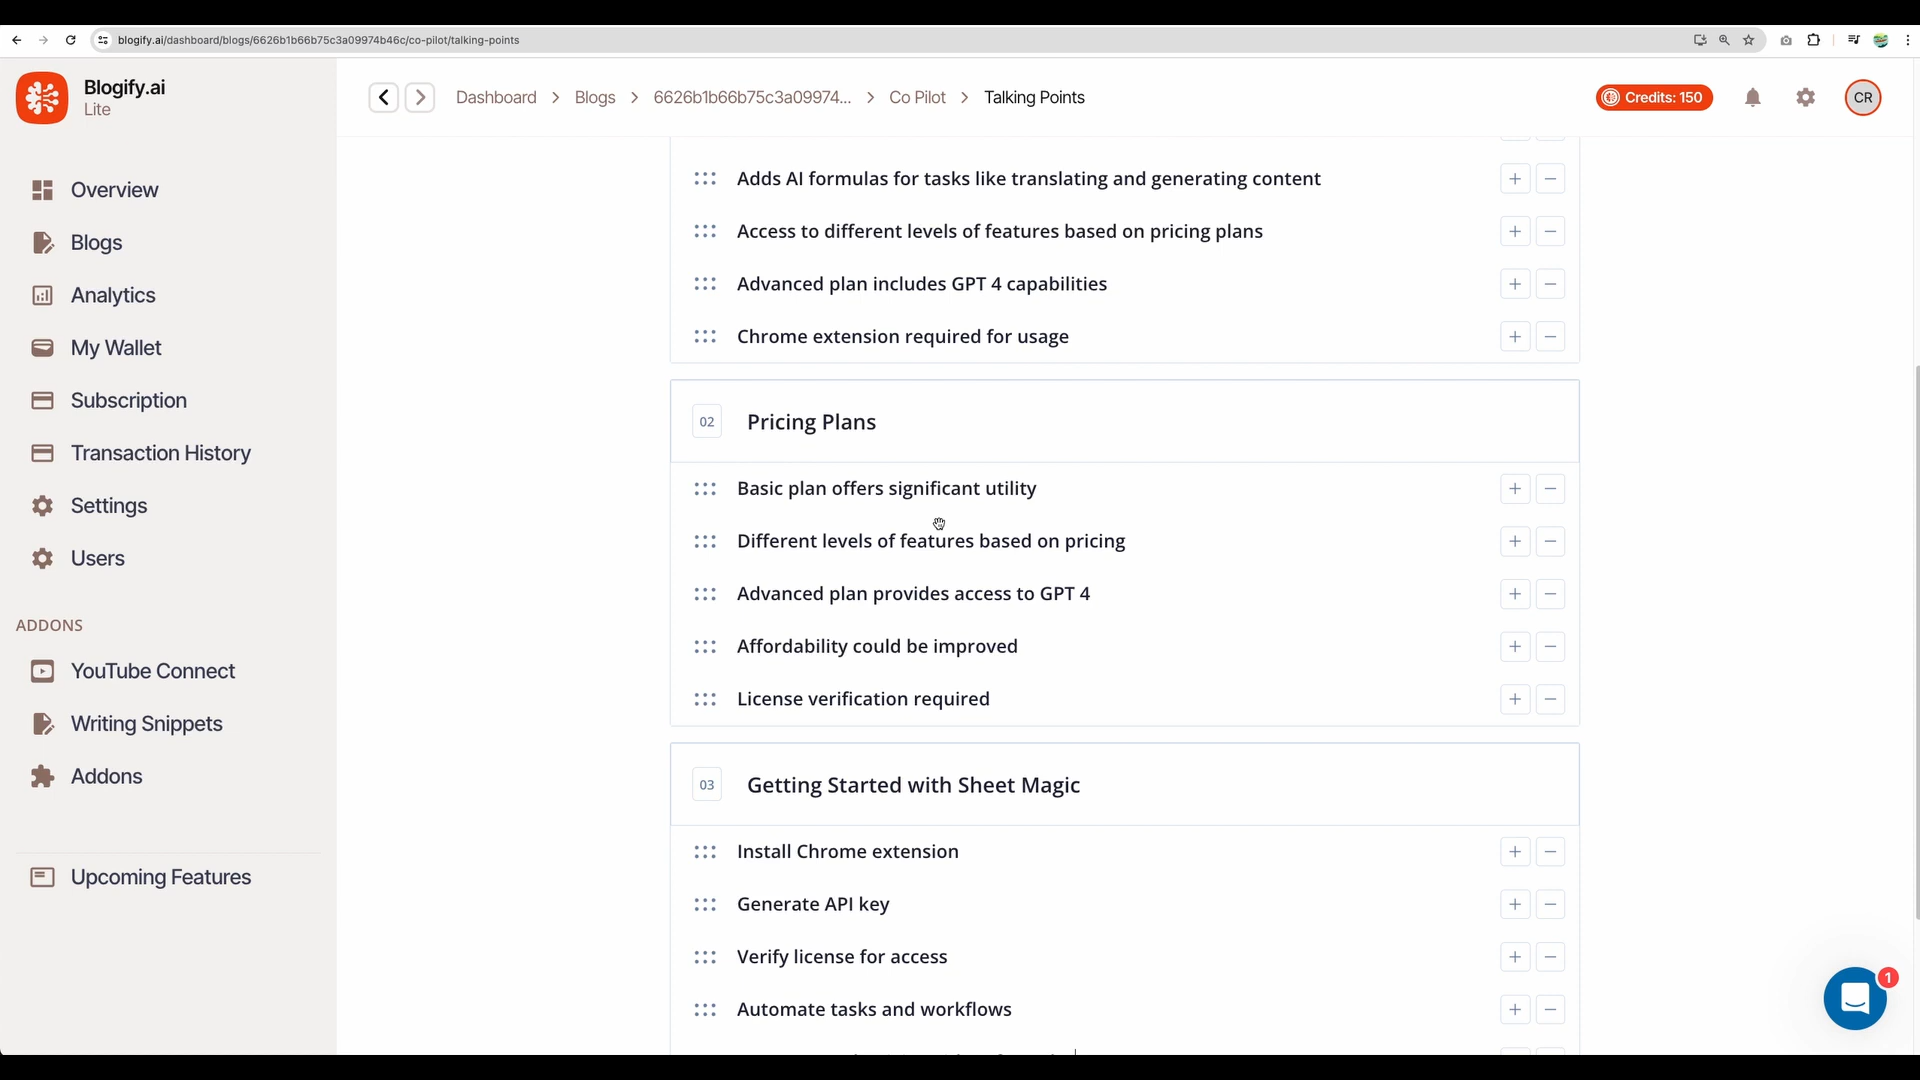 blogify.ai/dashboard/blogs/6626b1b66b75c3a09974b46c/co-pilot/talking-points
Blogify.ai
Lite
Dashboard > Blogs > 6626b1b66b75c3a09974... > Co Pilot > Talking Points
Credits: 150
CR
Overview
Blogs
Analytics
My Wallet
Subscription
Transaction History
Settings
Users
ADDONS
YouTube Connect
Writing Snippets
Addons
Upcoming Features
Adds AI formulas for tasks like translating and generating content
Access to different levels of features based on pricing plans
Advanced plan includes GPT 4 capabilities
Chrome extension required for usage
02 Pricing Plans
Basic plan offers significant utility
Different levels of features based on pricing
Advanced plan provides access to GPT 4
Affordability could be improved
License verification required
03 Getting Started with Sheet Magic
Install Chrome extension
Generate API key
Verify license for access
Automate tasks and workflows
1